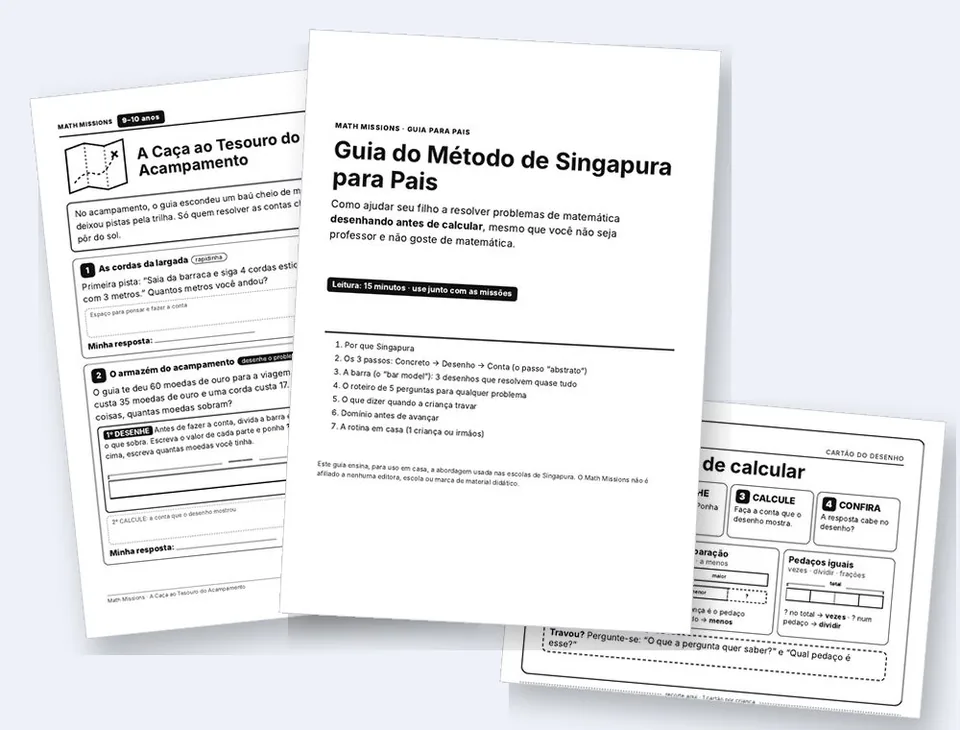 MATH MISSIONS 9–10 anos
A Caça ao Tesouro do
Acampamento
No acampamento, o guia escondeu um baú cheio de
deixou pistas pela trilha. Só quem resolver as contas
pôr do sol.
1 As cordas da largada rapidinha
Primeira pista: "Saia da barraca e siga 4 cordas
com 3 metros." Quantos metros você andou?
Espaço para pensar e fazer a conta
Minha resposta:
2 O armazém do acampamento desenhe o
O guia te deu 60 moedas de ouro para a viagem
custa 35 moedas de ouro e uma corda custa 17.
coisas, quantas moedas sobram?
1º DESENHE Antes de fazer a conta, divida a barra
o que sobra. Escreva o valor de cada parte e ponha ?
cima, escreva quantas moedas você tinha.
2º CALCULE: a conta que o desenho mostrou
Minha resposta:
Math Missions · A Caça ao Tesouro do Acampamento
MATH MISSIONS · GUIA PARA PAIS
Guia do Método de Singapura
para Pais
Como ajudar seu filho a resolver problemas de matemática
desenhando antes de calcular, mesmo que você não seja
professor e não goste de matemática.
Leitura: 15 minutos · use junto com as missões
1. Por que Singapura
2. Os 3 passos: Concreto → Desenho → Conta (o passo "abstrato")
3. A barra (o "bar model"): 3 desenhos que resolvem quase tudo
4. O roteiro de 5 perguntas para qualquer problema
5. O que dizer quando a criança travar
6. Domínio antes de avançar
7. A rotina em casa (1 criança ou irmãos)
Este guia ensina, para uso em casa, a abordagem usada nas escolas de Singapura. O Math Missions não é
afiliado a nenhuma editora, escola ou marca de material didático.
CARTÃO DO DESENHO
de calcular
HE
Ponha
3 CALCULE
Faça a conta que o
desenho mostra.
4 CONFIRA
A resposta cabe no
desenho?
paração
· a menos
maior
menor ?
ença é o pedaço
→ menos
Pedaços iguais
vezes · dividir · frações
total
? no total → vezes · ? num
pedaço → dividir
Travou? Pergunte-se: "O que a pergunta quer saber?" e "Qual pedaço é
esse?"
recorte aqui · 1 cartão por criança